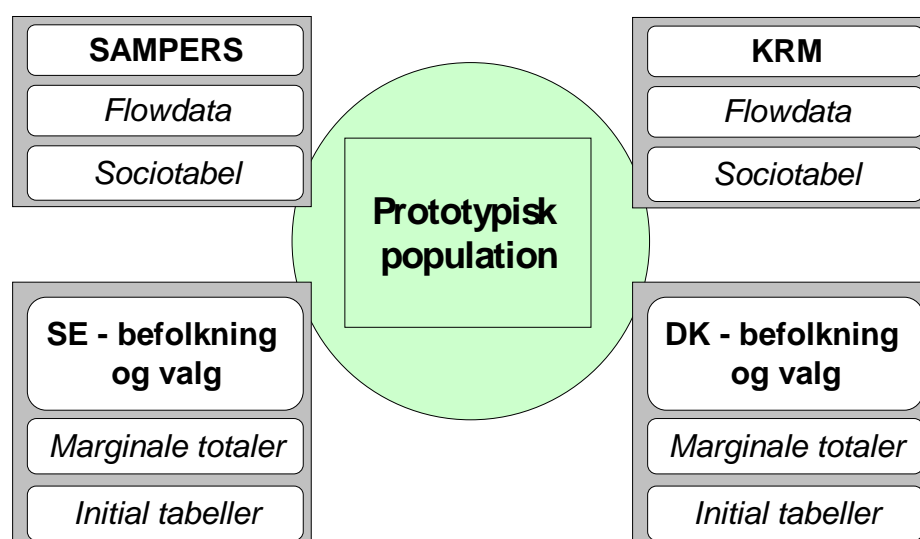 SAMPERS
Flowdata
Sociotabel
KRM
Flowdata
Sociotabel
Prototypisk
population
SE - befolkning
og valg
Marginale totaler
Initial tabeller
DK - befolkning
og valg
Marginale totaler
Initial tabeller